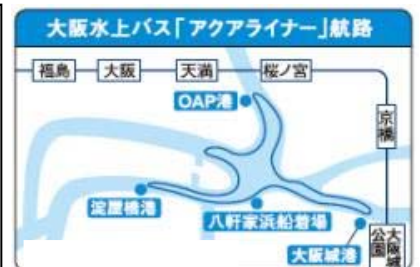 大阪水上バス「アクアライナー」航路
福島 大阪 天満 桜ノ宮
OAP港
京橋
淀屋橋港
八軒家浜船着場
大阪城港
大阪城公園